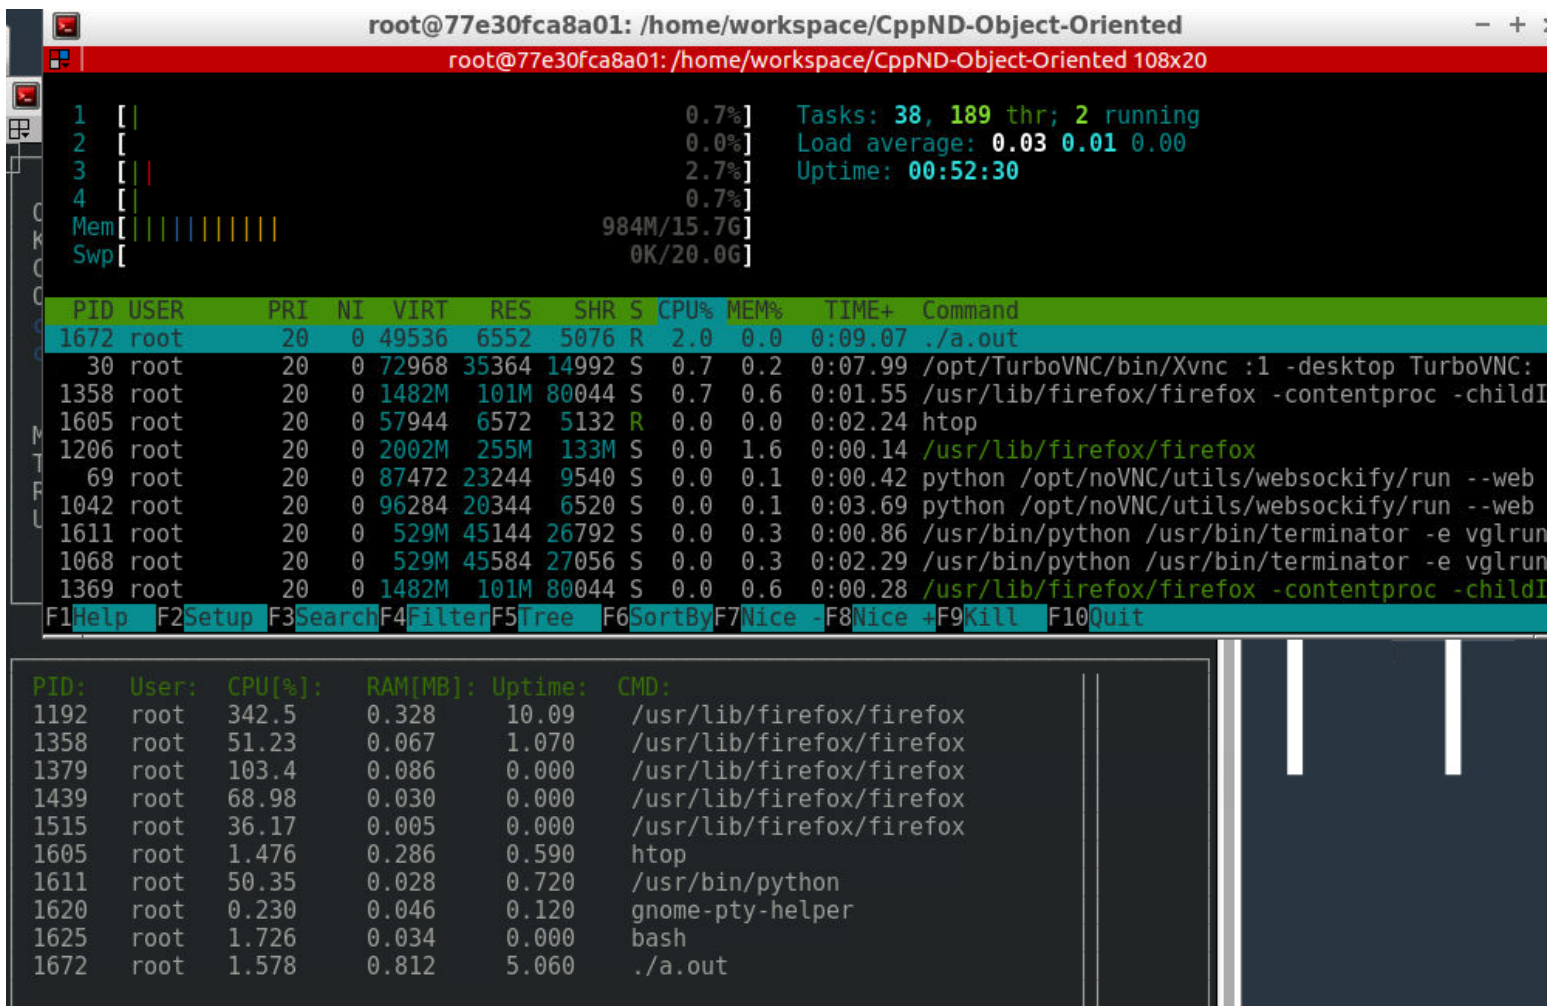 root@77e30fca8a01: /home/workspace/CppND-Object-Oriented
root@77e30fca8a01: /home/workspace/CppND-Object-Oriented 108x20
1 [| 0.7%] Tasks: 38, 189 thr; 2 running
2 [ 0.0%] Load average: 0.03 0.01 0.00
3 [|| 2.7%] Uptime: 00:52:30
4 [| 0.7%]
Mem[||||||||||| 984M/15.7G]
Swp[ 0K/20.0G]
PID USER PRI NI VIRT RES SHR S CPU% MEM% TIME+ Command
1672 root 20 0 49536 6552 5076 R 2.0 0.0 0:09.07 ./a.out
30 root 20 0 72968 35364 14992 S 0.7 0.2 0:07.99 /opt/TurboVNC/bin/Xvnc :1 -desktop TurboVNC:
1358 root 20 0 1482M 101M 80044 S 0.7 0.6 0:01.55 /usr/lib/firefox/firefox -contentproc -childI
1605 root 20 0 57944 6572 5132 R 0.0 0.0 0:02.24 htop
1206 root 20 0 2002M 255M 133M S 0.0 1.6 0:00.14 /usr/lib/firefox/firefox
69 root 20 0 87472 23244 9540 S 0.0 0.1 0:00.42 python /opt/noVNC/utils/websockify/run --web
1042 root 20 0 96284 20344 6520 S 0.0 0.1 0:03.69 python /opt/noVNC/utils/websockify/run --web
1611 root 20 0 529M 45144 26792 S 0.0 0.3 0:00.86 /usr/bin/python /usr/bin/terminator -e vglrun
1068 root 20 0 529M 45584 27056 S 0.0 0.3 0:02.29 /usr/bin/python /usr/bin/terminator -e vglrun
1369 root 20 0 1482M 101M 80044 S 0.0 0.6 0:00.28 /usr/lib/firefox/firefox -contentproc -childI
F1Help F2Setup F3SearchF4FilterF5Tree F6SortByF7Nice -F8Nice +F9Kill F10Quit
PID: User: CPU[%]: RAM[MB]: Uptime: CMD:
1192 root 342.5 0.328 10.09 /usr/lib/firefox/firefox
1358 root 51.23 0.067 1.070 /usr/lib/firefox/firefox
1379 root 103.4 0.086 0.000 /usr/lib/firefox/firefox
1439 root 68.98 0.030 0.000 /usr/lib/firefox/firefox
1515 root 36.17 0.005 0.000 /usr/lib/firefox/firefox
1605 root 1.476 0.286 0.590 htop
1611 root 50.35 0.028 0.720 /usr/bin/python
1620 root 0.230 0.046 0.120 gnome-pty-helper
1625 root 1.726 0.034 0.000 bash
1672 root 1.578 0.812 5.060 ./a.out